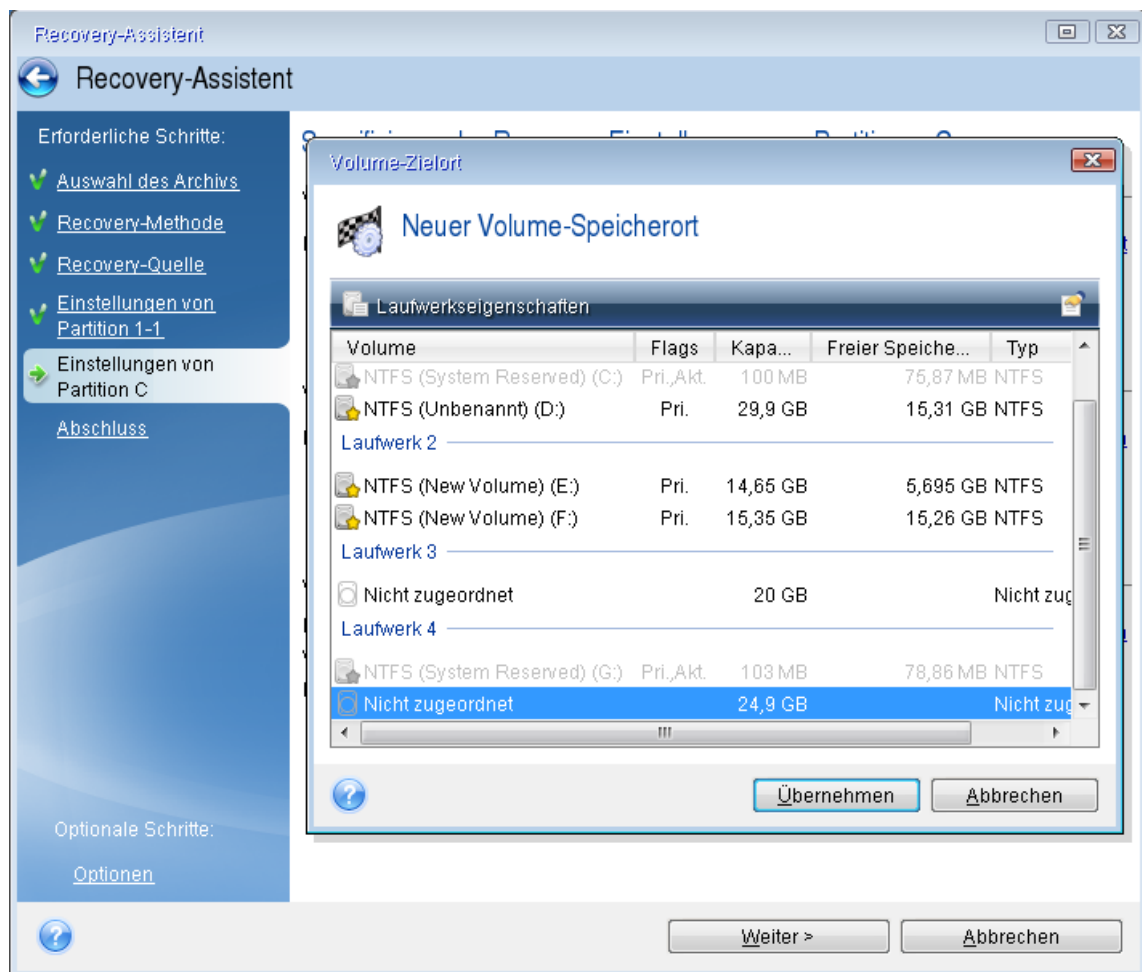 Recovery-Assistent
Recovery-Assistent
Erforderliche Schritte:
Auswahl des Archivs
Recovery-Methode
Recovery-Quelle
Einstellungen von
Partition 1-1
Einstellungen von
Partition C
Abschluss
Optionale Schritte:
Optionen
Volume-Zielort
Neuer Volume-Speicherort
Laufwerkseigenschaften
Volume Flags Kapa... Freier Speiche... Typ
NTFS (System Reserved) (C:) Pri.,Akt. 100 MB 75,87 MB NTFS
NTFS (Unbenannt) (D:) Pri. 29,9 GB 15,31 GB NTFS
Laufwerk 2
NTFS (New Volume) (E:) Pri. 14,65 GB 5,695 GB NTFS
NTFS (New Volume) (F:) Pri. 15,35 GB 15,26 GB NTFS
Laufwerk 3
Nicht zugeordnet 20 GB Nicht zug
Laufwerk 4
NTFS (System Reserved) (G:) Pri.,Akt. 103 MB 78,86 MB NTFS
Nicht zugeordnet 24,9 GB Nicht zug
Übernehmen Abbrechen
Weiter > Abbrechen